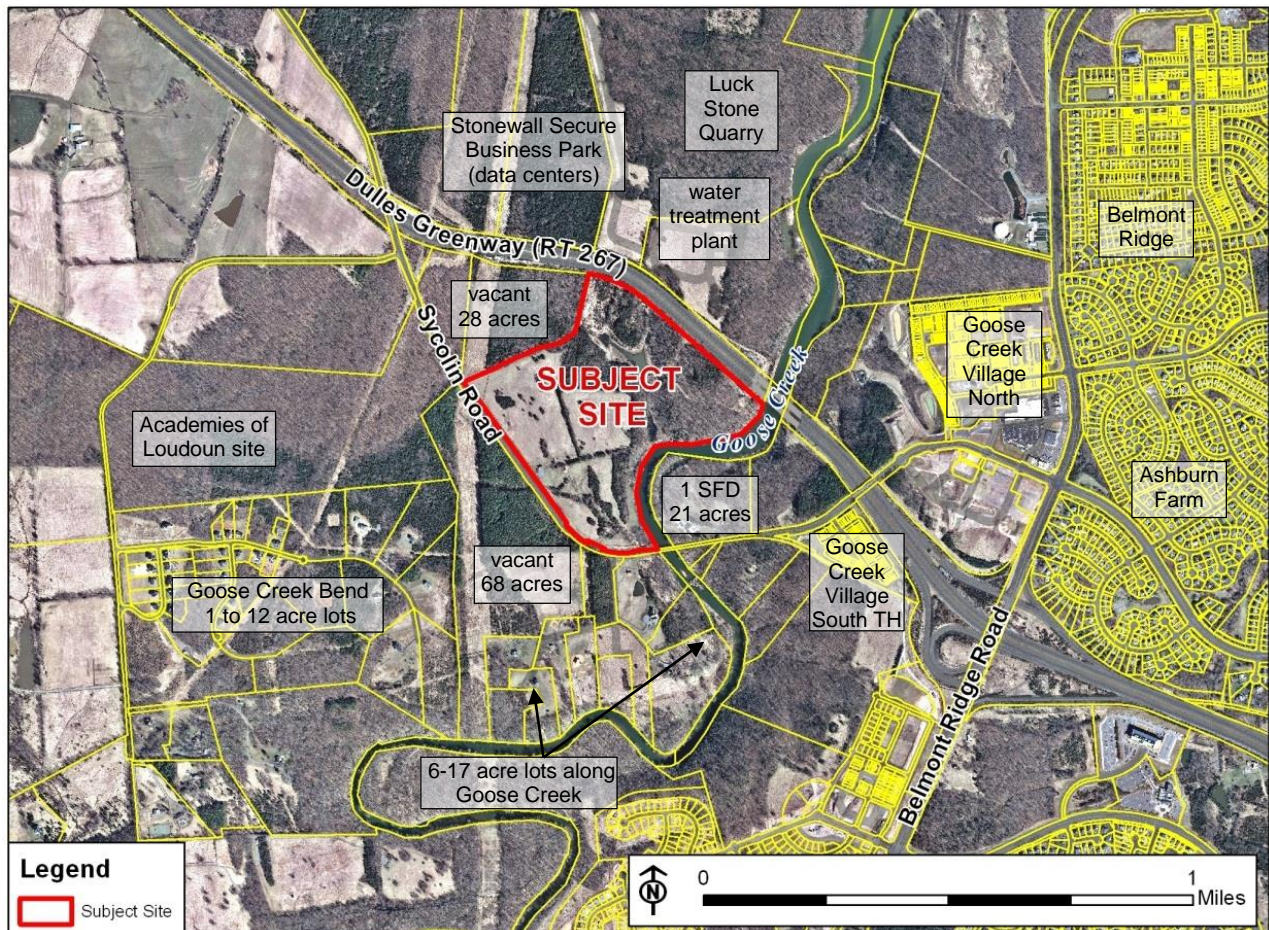 Luck
Stone
Quarry
Stonewall Secure
Business Park
(data centers)
Dulles Greenway (RT 267)
water
treatment
plant
Belmont
Ridge
vacant
28 acres
Sycolin Road
SUBJECT
SITE
Goose Creek
Goose
Creek
Village
North
Academies of
Loudoun site
1 SFD
21 acres
Ashburn
Farm
vacant
68 acres
Goose
Creek
Village
South TH
Goose Creek Bend
1 to 12 acre lots
Belmont Ridge Road
6-17 acre lots along
Goose Creek
Legend
Subject Site
N
0
1
Miles